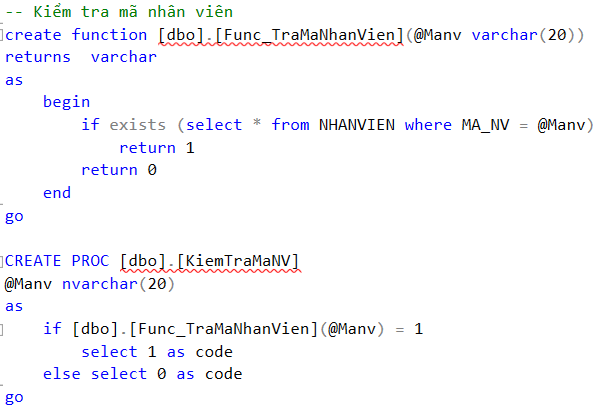 -- Kiểm tra mã nhân viên
create function [dbo].[Func_TraMaNhanVien](@Manv varchar(20))
returns  varchar
as
    begin
        if exists (select * from NHANVIEN where MA_NV = @Manv)
            return 1
        return 0
    end
go

CREATE PROC [dbo].[KiemTraMaNV]
@Manv nvarchar(20)
as
    if [dbo].[Func_TraMaNhanVien](@Manv) = 1
        select 1 as code
    else select 0 as code
go